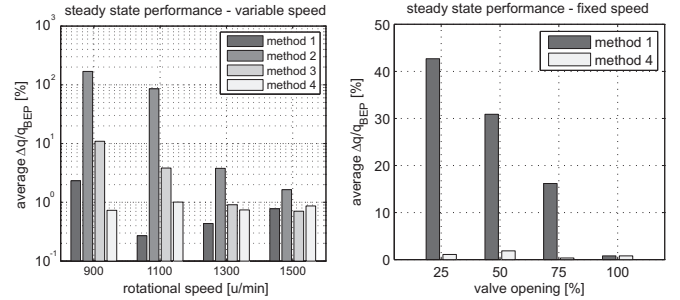 steady state performance - variable speed
average Δq/q_BEP [%]
10^3
10^2
10^1
10^0
10^-1
method 1
method 2
method 3
method 4
900 1100 1300 1500
rotational speed [u/min]
steady state performance - fixed speed
average Δq/q_BEP [%]
50
40
30
20
10
0
method 1
method 4
25 50 75 100
valve opening [%]